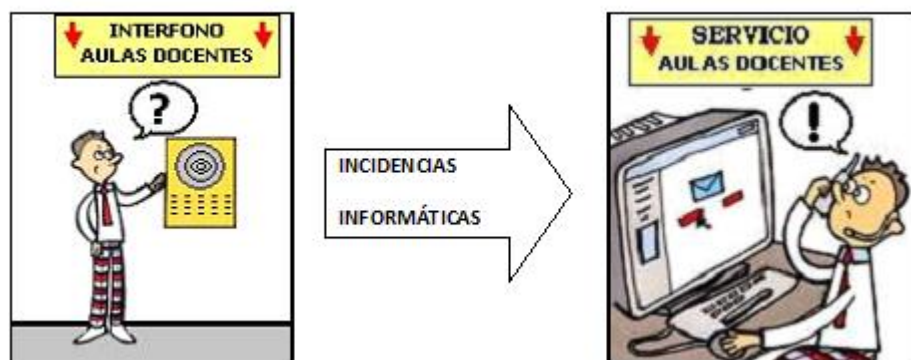 INTERFONO
AULAS DOCENTES
?
INCIDENCIAS
INFORMÁTICAS
SERVICIO
AULAS DOCENTES
!